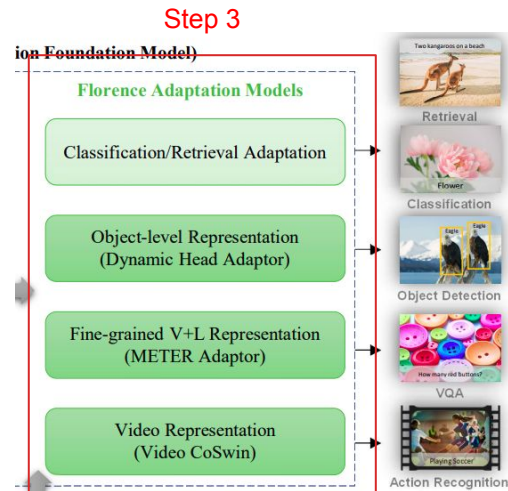 Step 3
ion Foundation Model)
Florence Adaptation Models
Classification/Retrieval Adaptation
Object-level Representation
(Dynamic Head Adaptor)
Fine-grained V+L Representation
(METER Adaptor)
Video Representation
(Video CoSwin)
Two kangaroos on a beach
Retrieval
Flower
Classification
Eagle
Eagle
Object Detection
How many red buttons?
VQA
Playing Soccer
Action Recognition